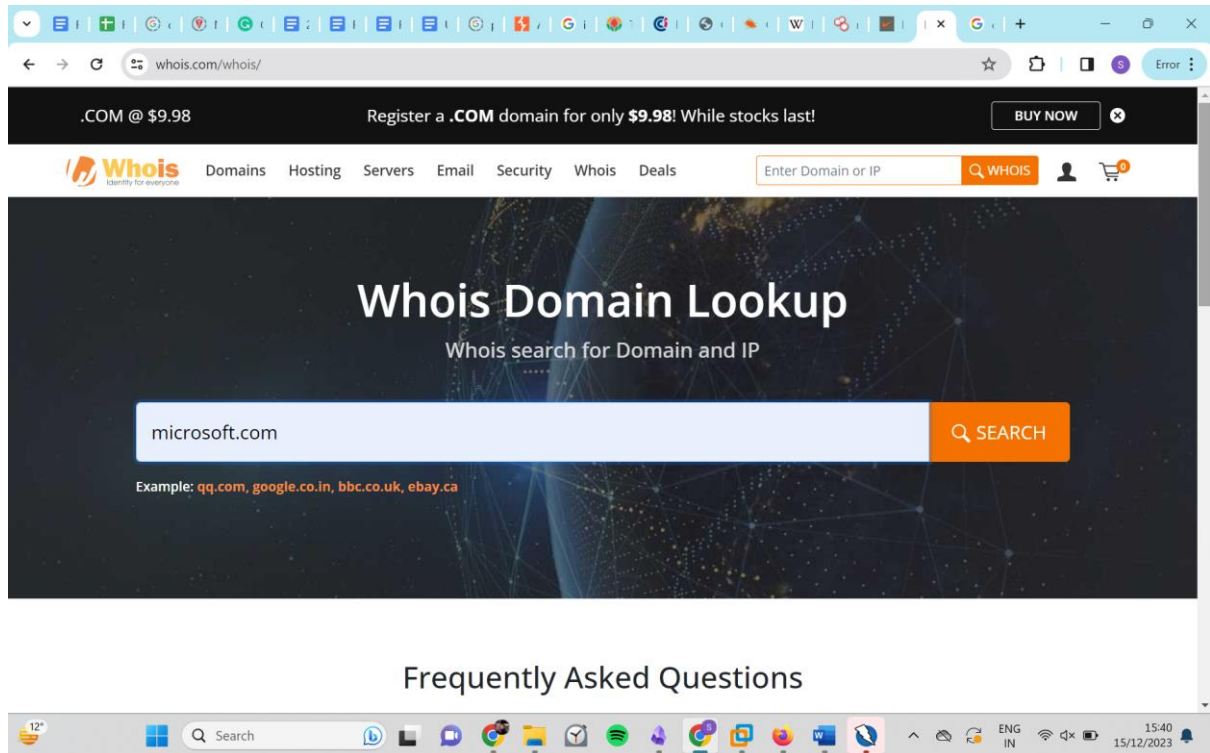 whois.com/whois/
Error
.COM @ $9.98 Register a .COM domain for only $9.98! While stocks last! BUY NOW
Whois
Identity for everyone
Domains Hosting Servers Email Security Whois Deals Enter Domain or IP WHOIS 0
Whois Domain Lookup
Whois search for Domain and IP
microsoft.com SEARCH
Example: qq.com, google.co.in, bbc.co.uk, ebay.ca
Frequently Asked Questions
12°
Search
ENG
IN
15:40
15/12/2023